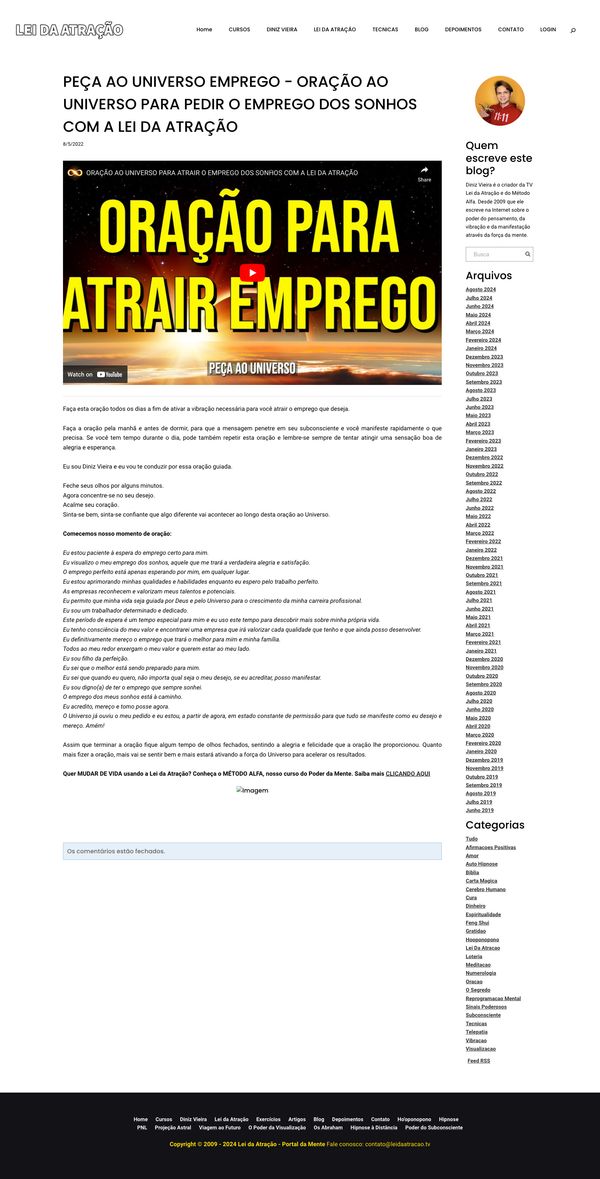 LEI DA ATRAÇÃO
Home CURSOS DINIZ VIEIRA LEI DA ATRAÇÃO TECNICAS BLOG DEPOIMENTOS CONTATO LOGIN
PEÇA AO UNIVERSO EMPREGO - ORAÇÃO AO
UNIVERSO PARA PEDIR O EMPREGO DOS SONHOS
COM A LEI DA ATRAÇÃO
8/5/2022
ORAÇÃO AO UNIVERSO PARA ATRAIR O EMPREGO DOS SONHOS COM A LEI DA ATRAÇÃO
Share
ORAÇÃO PARA
ATRAIR EMPREGO
PEÇA AO UNIVERSO
Watch on YouTube
Faça esta oração todos os dias a fim de ativar a vibração necessária para você atrair o emprego que deseja.
Faça a oração pela manhã e antes de dormir, para que a mensagem penetre em seu subconsciente e você manifeste rapidamente o que
precisa. Se você tem tempo durante o dia, pode também repetir esta oração e lembre-se sempre de tentar atingir uma sensação boa de
alegria e esperança.
Eu sou Diniz Vieira e eu vou te conduzir por essa oração guiada.
Feche seus olhos por alguns minutos.
Agora concentre-se no seu desejo.
Acalme seu coração.
Sinta-se bem, sinta-se confiante que algo diferente vai acontecer ao longo desta oração ao Universo.
Comecemos nosso momento de oração:
Eu estou paciente à espera do emprego certo para mim.
Eu visualizo o meu emprego dos sonhos, aquele que me trará a verdadeira alegria e satisfação.
O emprego perfeito está apenas esperando por mim, em qualquer lugar.
Eu estou aprimorando minhas qualidades e habilidades enquanto eu espero pelo trabalho perfeito.
As empresas reconhecem e valorizam meus talentos e potenciais.
Eu permito que minha vida seja guiada por Deus e pelo Universo para o crescimento da minha carreira profissional.
Eu sou um trabalhador determinado e dedicado.
Este período de espera é um tempo especial para mim e eu uso este tempo para descobrir mais sobre minha própria vida.
Eu tenho consciência do meu valor e encontrarei uma empresa que irá valorizar cada qualidade que tenho e que ainda posso desenvolver.
Eu definitivamente mereço o emprego que trará o melhor para mim e minha família.
Todos ao meu redor enxergam o meu valor e querem estar ao meu lado.
Eu sou filho da perfeição.
Eu sei que o melhor está sendo preparado para mim.
Eu sei que quando eu quero, não importa qual seja o meu desejo, se eu acreditar, posso manifestar.
Eu sou digno(a) de ter o emprego que sempre sonhei.
O emprego dos meus sonhos está à caminho.
Eu acredito, mereço e tomo posse agora.
O Universo já ouviu o meu pedido e eu estou, a partir de agora, em estado constante de permissão para que tudo se manifeste como eu desejo e
mereço. Amém!
Assim que terminar a oração fique algum tempo de olhos fechados, sentindo a alegria e felicidade que a oração lhe proporcionou. Quanto
mais fizer a oração, mais vai se sentir bem e mais estará ativando a força do Universo para acelerar os resultados.
Quer MUDAR DE VIDA usando a Lei da Atração? Conheça o MÉTODO ALFA, nosso curso do Poder da Mente. Saiba mais CLICANDO AQUI
Imagem
Os comentários estão fechados.
11:11
Quem
escreve este
blog?
Diniz Vieira é o criador da TV
Lei da Atração e do Método
Alfa. Desde 2009 que ele
escreve na Internet sobre o
poder do pensamento, da
vibração e da manifestação
através da força da mente.
Busca
Arquivos
Agosto 2024
Julho 2024
Junho 2024
Maio 2024
Abril 2024
Março 2024
Fevereiro 2024
Janeiro 2024
Dezembro 2023
Novembro 2023
Outubro 2023
Setembro 2023
Agosto 2023
Julho 2023
Junho 2023
Maio 2023
Abril 2023
Março 2023
Fevereiro 2023
Janeiro 2023
Dezembro 2022
Novembro 2022
Outubro 2022
Setembro 2022
Agosto 2022
Julho 2022
Junho 2022
Maio 2022
Abril 2022
Março 2022
Fevereiro 2022
Janeiro 2022
Dezembro 2021
Novembro 2021
Outubro 2021
Setembro 2021
Agosto 2021
Julho 2021
Junho 2021
Maio 2021
Abril 2021
Março 2021
Fevereiro 2021
Janeiro 2021
Dezembro 2020
Novembro 2020
Outubro 2020
Setembro 2020
Agosto 2020
Julho 2020
Junho 2020
Maio 2020
Abril 2020
Março 2020
Fevereiro 2020
Janeiro 2020
Dezembro 2019
Novembro 2019
Outubro 2019
Setembro 2019
Agosto 2019
Julho 2019
Junho 2019
Categorias
Tudo
Afirmacoes Positivas
Amor
Auto Hipnose
Bíblia
Carta Magica
Cerebro Humano
Cura
Dinheiro
Espiritualidade
Feng Shui
Gratidao
Hooponopono
Lei Da Atracao
Loteria
Meditacao
Numerologia
Oracao
O Segredo
Reprogramacao Mental
Sinais Poderosos
Subconsciente
Tecnicas
Telepatia
Vibracao
Visualizacao
Feed RSS
Home Cursos Diniz Vieira Lei da Atração Exercícios Artigos Blog Depoimentos Contato Ho'oponopono Hipnose
PNL Projeção Astral Viagem ao Futuro O Poder da Visualização Os Abraham Hipnose à Distância Poder do Subconsciente
Copyright © 2009 - 2024 Lei da Atração - Portal da Mente Fale conosco: contato@leidaatracao.tv